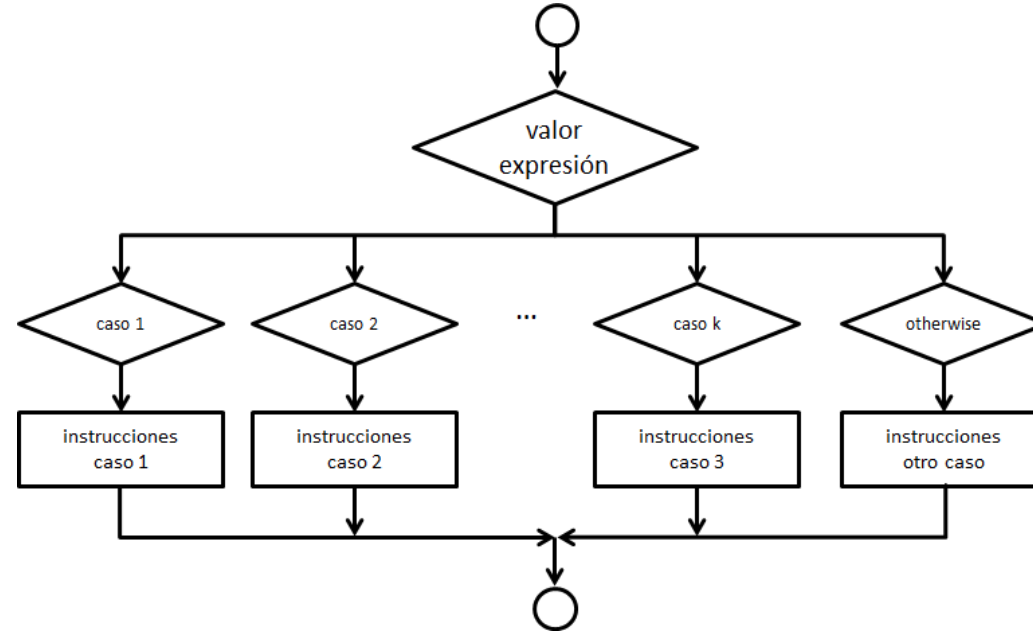 valor
expresión
caso 1
caso 2
...
caso k
otherwise
instrucciones
caso 1
instrucciones
caso 2
instrucciones
caso 3
instrucciones
otro caso